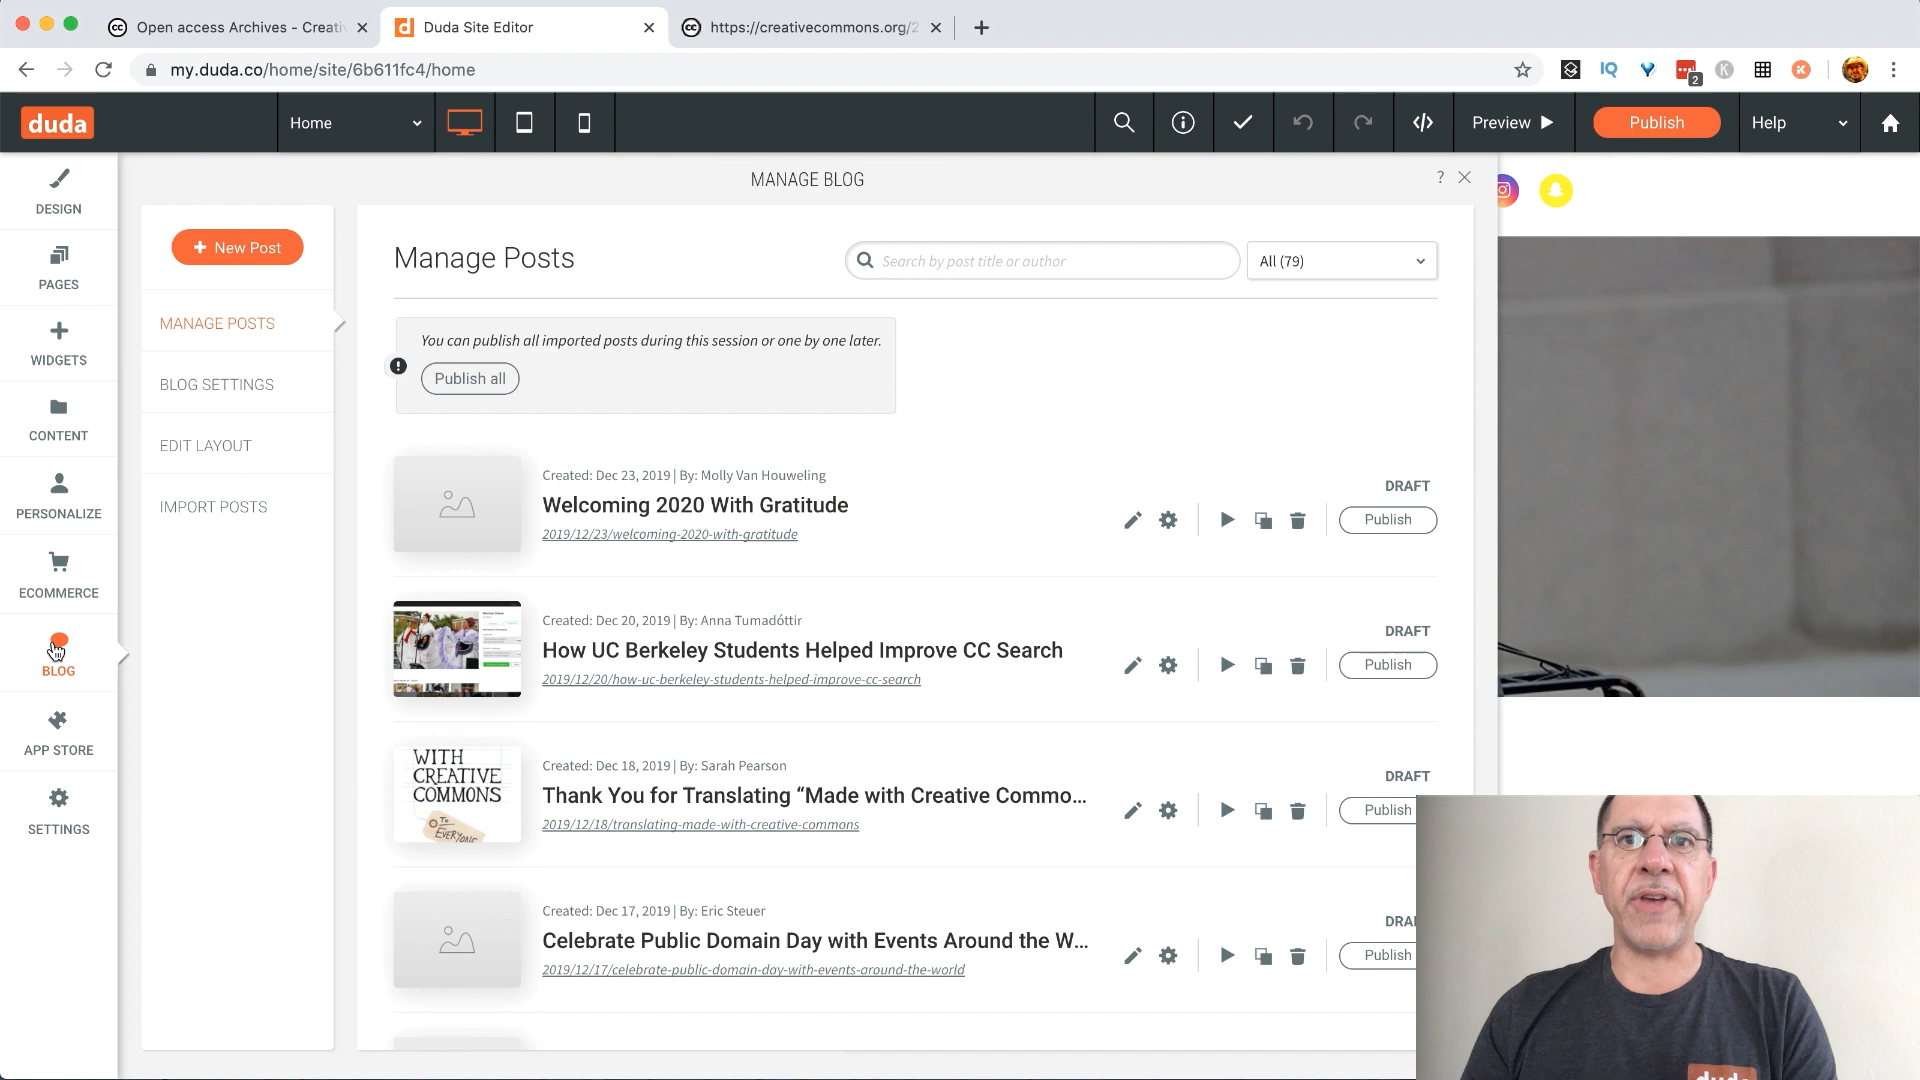 Open access Archives - Creati
Duda Site Editor
https://creativecommons.org/2
my.duda.co/home/site/6b611fc4/home
IQ
2
K
K
duda
Home
Preview
Publish
Help
DESIGN
PAGES
WIDGETS
CONTENT
PERSONALIZE
ECOMMERCE
BLOG
APP STORE
SETTINGS
MANAGE BLOG
?
+ New Post
MANAGE POSTS
BLOG SETTINGS
EDIT LAYOUT
IMPORT POSTS
Manage Posts
Search by post title or author
All (79)
You can publish all imported posts during this session or one by one later.
Publish all
Created: Dec 23, 2019 | By: Molly Van Houweling
Welcoming 2020 With Gratitude
2019/12/23/welcoming-2020-with-gratitude
DRAFT
Publish
Created: Dec 20, 2019 | By: Anna Tumadóttir
How UC Berkeley Students Helped Improve CC Search
2019/12/20/how-uc-berkeley-students-helped-improve-cc-search
DRAFT
Publish
WITH
CREATIVE
COMMONS
TO
EVERYONE
Created: Dec 18, 2019 | By: Sarah Pearson
Thank You for Translating “Made with Creative Commo...
2019/12/18/translating-made-with-creative-commons
DRAFT
Publish
Created: Dec 17, 2019 | By: Eric Steuer
Celebrate Public Domain Day with Events Around the W...
2019/12/17/celebrate-public-domain-day-with-events-around-the-world
DRA
Publish
duda